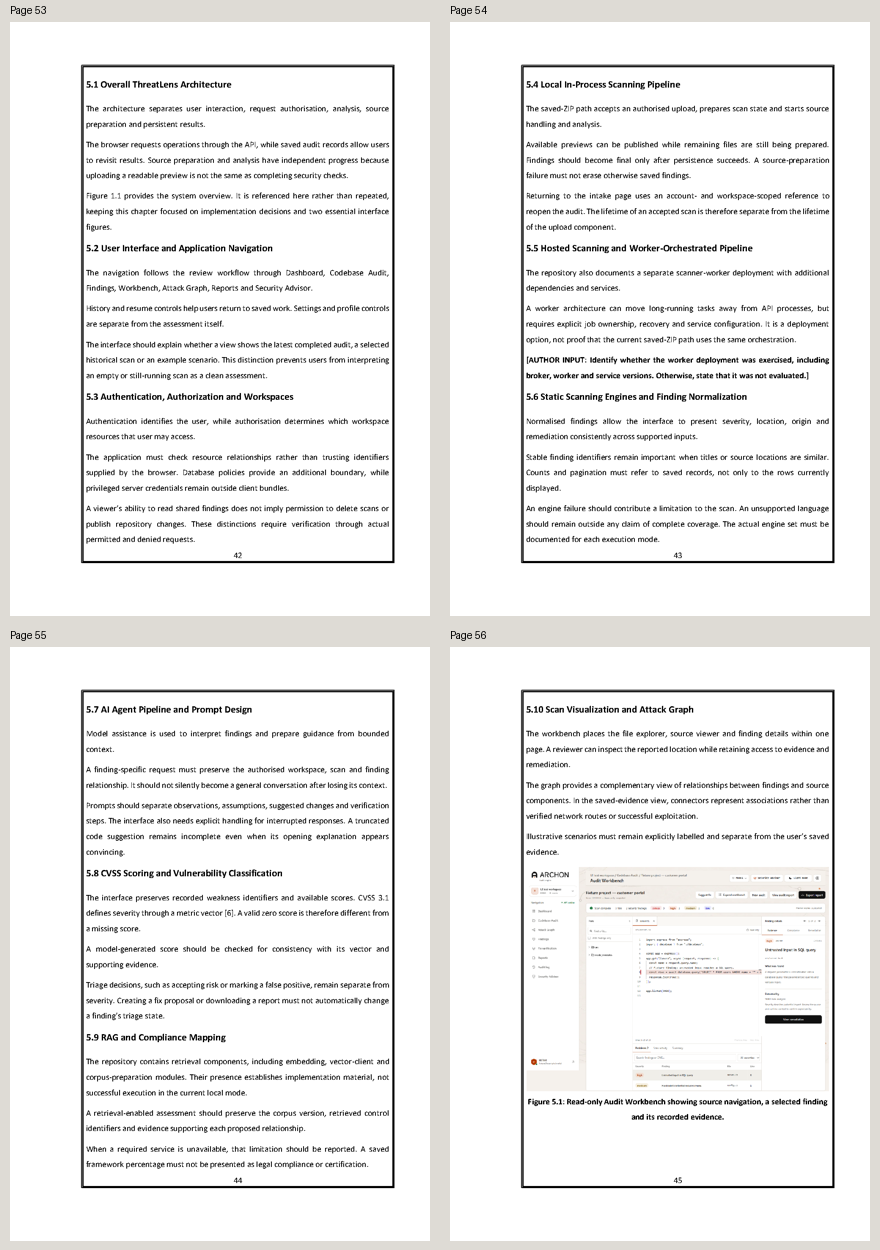 Page 53
5.1 Overall ThreatLens Architecture
The architecture separates user interaction, request authorisation, analysis, source
preparation and persistent results.
The browser requests operations through the API, while saved audit records allow users
to revisit results. Source preparation and analysis have independent progress because
uploading a readable preview is not the same as completing security checks.
Figure 1.1 provides the system overview. It is referenced here rather than repeated,
keeping this chapter focused on implementation decisions and two essential interface
figures.
5.2 User Interface and Application Navigation
The navigation follows the review workflow through Dashboard, Codebase Audit,
Findings, Workbench, Attack Graph, Reports and Security Advisor.
History and resume controls help users return to saved work. Settings and profile controls
are separate from the assessment itself.
The interface should explain whether a view shows the latest completed audit, a selected
historical scan or an example scenario. This distinction prevents users from interpreting
an empty or still-running scan as a clean assessment.
5.3 Authentication, Authorization and Workspaces
Authentication identifies the user, while authorisation determines which workspace
resources that user may access.
The application must check resource relationships rather than trusting identifiers
supplied by the browser. Database policies provide an additional boundary, while
privileged server credentials remain outside client bundles.
A viewer's ability to read shared findings does not imply permission to delete scans or
publish repository changes. These distinctions require verification through actual
permitted and denied requests.
42
Page 54
5.4 Local In-Process Scanning Pipeline
The saved-ZIP path accepts an authorised upload, prepares scan state and starts source
handling and analysis.
Available previews can be published while remaining files are still being prepared.
Findings should become final only after persistence succeeds. A source-preparation
failure must not erase otherwise saved findings.
Returning to the intake page uses an account- and workspace-scoped reference to
reopen the audit. The lifetime of an accepted scan is therefore separate from the lifetime
of the upload component.
5.5 Hosted Scanning and Worker-Orchestrated Pipeline
The repository also documents a separate scanner-worker deployment with additional
dependencies and services.
A worker architecture can move long-running tasks away from API processes, but
requires explicit job ownership, recovery and service configuration. It is a deployment
option, not proof that the current saved-ZIP path uses the same orchestration.
[AUTHOR INPUT: Identify whether the worker deployment was exercised, including
broker, worker and service versions. Otherwise, state that it was not evaluated.]
5.6 Static Scanning Engines and Finding Normalization
Normalised findings allow the interface to present severity, location, origin and
remediation consistently across supported inputs.
Stable finding identifiers remain important when titles or source locations are similar.
Counts and pagination must refer to saved records, not only to the rows currently
displayed.
An engine failure should contribute a limitation to the scan. An unsupported language
should remain outside any claim of complete coverage. The actual engine set must be
documented for each execution mode.
43
Page 55
5.7 AI Agent Pipeline and Prompt Design
Model assistance is used to interpret findings and prepare guidance from bounded
context.
A finding-specific request must preserve the authorised workspace, scan and finding
relationship. It should not silently become a general conversation after losing its context.
Prompts should separate observations, assumptions, suggested changes and verification
steps. The interface also needs explicit handling for interrupted responses. A truncated
code suggestion remains incomplete even when its opening explanation appears
convincing.
5.8 CVSS Scoring and Vulnerability Classification
The interface preserves recorded weakness identifiers and available scores. CVSS 3.1
defines severity through a metric vector [6]. A valid zero score is therefore different from
a missing score.
A model-generated score should be checked for consistency with its vector and
supporting evidence.
Triage decisions, such as accepting risk or marking a false positive, remain separate from
severity. Creating a fix proposal or downloading a report must not automatically change
a finding's triage state.
5.9 RAG and Compliance Mapping
The repository contains retrieval components, including embedding, vector-client and
corpus-preparation modules. Their presence establishes implementation material, not
successful execution in the current local mode.
A retrieval-enabled assessment should preserve the corpus version, retrieved control
identifiers and evidence supporting each proposed relationship.
When a required service is unavailable, that limitation should be reported. A saved
framework percentage must not be presented as legal compliance or certification.
44
Page 56
5.10 Scan Visualization and Attack Graph
The workbench places the file explorer, source viewer and finding details within one
page. A reviewer can inspect the reported location while retaining access to evidence and
remediation.
The graph provides a complementary view of relationships between findings and source
components. In the saved-evidence view, connectors represent associations rather than
verified network routes or successful exploitation.
Illustrative scenarios must remain explicitly labelled and separate from the user's saved
evidence.
ARCHON
Audit Workbench
Untrusted input in SQL query
Figure 5.1: Read-only Audit Workbench showing source navigation, a selected finding
and its recorded evidence.
45